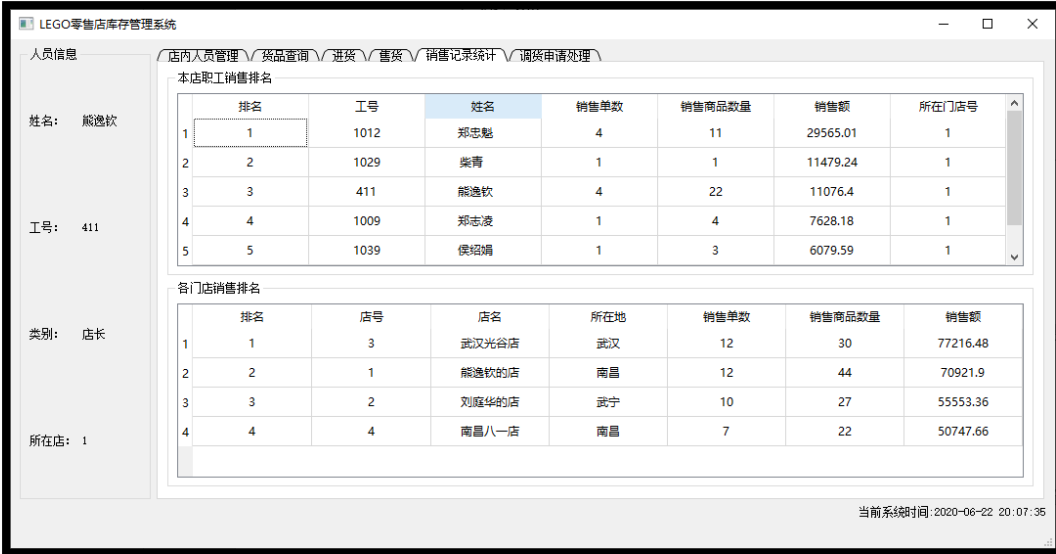 LEGO零售店库存管理系统
人员信息
姓名: 熊逸钦
工号: 411
类别: 店长
所在店: 1
店内人员管理 货品查询 进货 售货 销售记录统计 调货申请处理
本店职工销售排名
排名 工号 姓名 销售单数 销售商品数量 销售额 所在门店号
1 1 1012 郑忠魁 4 11 29565.01 1
2 2 1029 柴青 1 1 11479.24 1
3 3 411 熊逸钦 4 22 11076.4 1
4 4 1009 郑志凌 1 4 7628.18 1
5 5 1039 侯绍娟 1 3 6079.59 1
各门店销售排名
排名 店号 店名 所在地 销售单数 销售商品数量 销售额
1 1 3 武汉光谷店 武汉 12 30 77216.48
2 2 1 熊逸钦的店 南昌 12 44 70921.9
3 3 2 刘庭华的店 武宁 10 27 55553.36
4 4 4 南昌八一店 南昌 7 22 50747.66
当前系统时间:2020-06-22 20:07:35